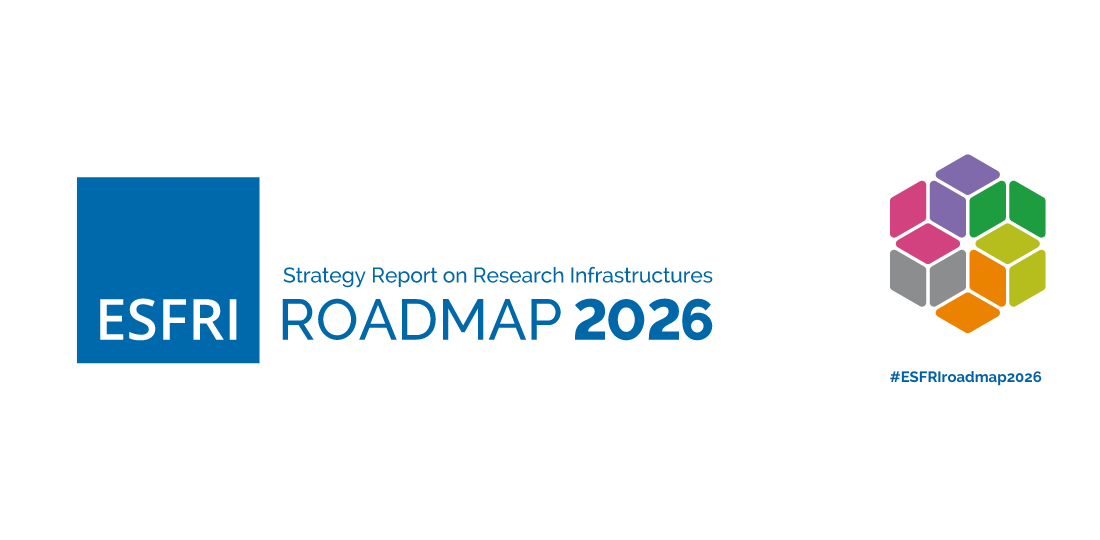 ESFRI
Strategy Report on Research Infrastructures
ROADMAP 2026
#ESFRIroadmap2026